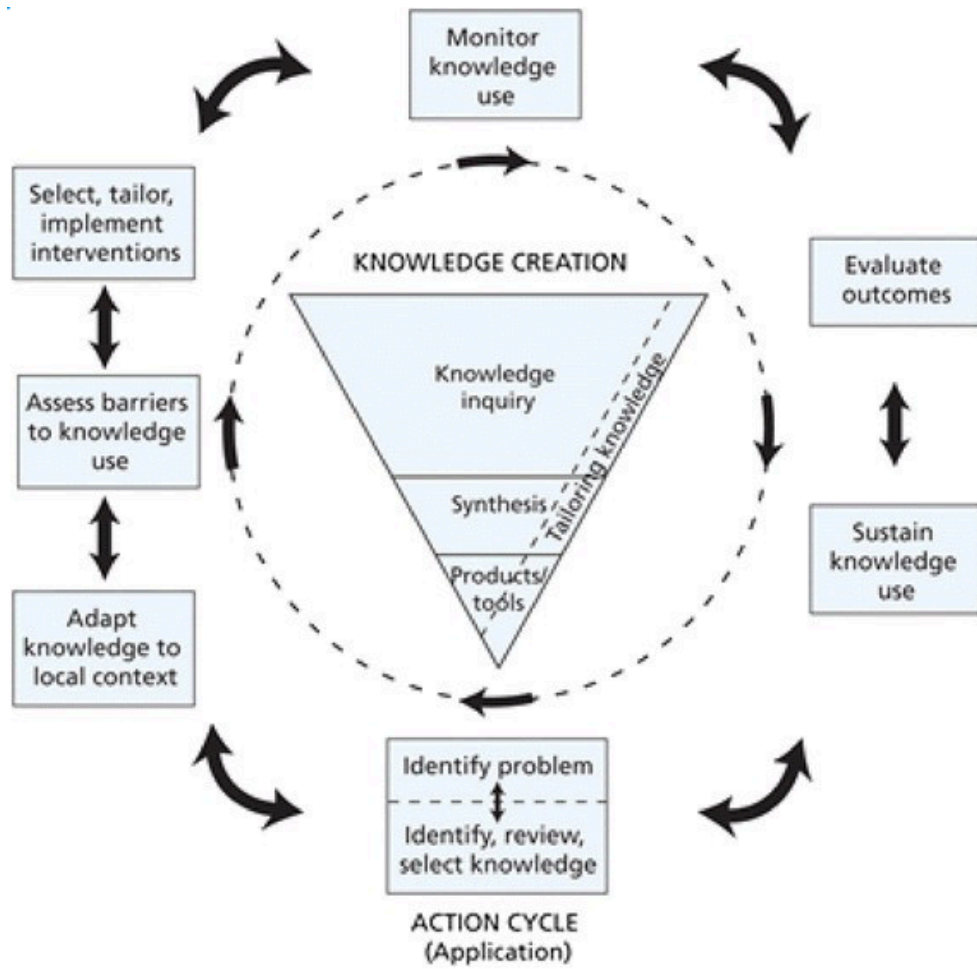 Monitor
knowledge
use
Select, tailor,
implement
interventions
Evaluate
outcomes
KNOWLEDGE CREATION
Knowledge
inquiry
Tailoring knowledge
Assess barriers
to knowledge
use
Synthesis
Products/
tools
Sustain
knowledge
use
Adapt
knowledge to
local context
Identify problem
Identify, review,
select knowledge
ACTION CYCLE
(Application)